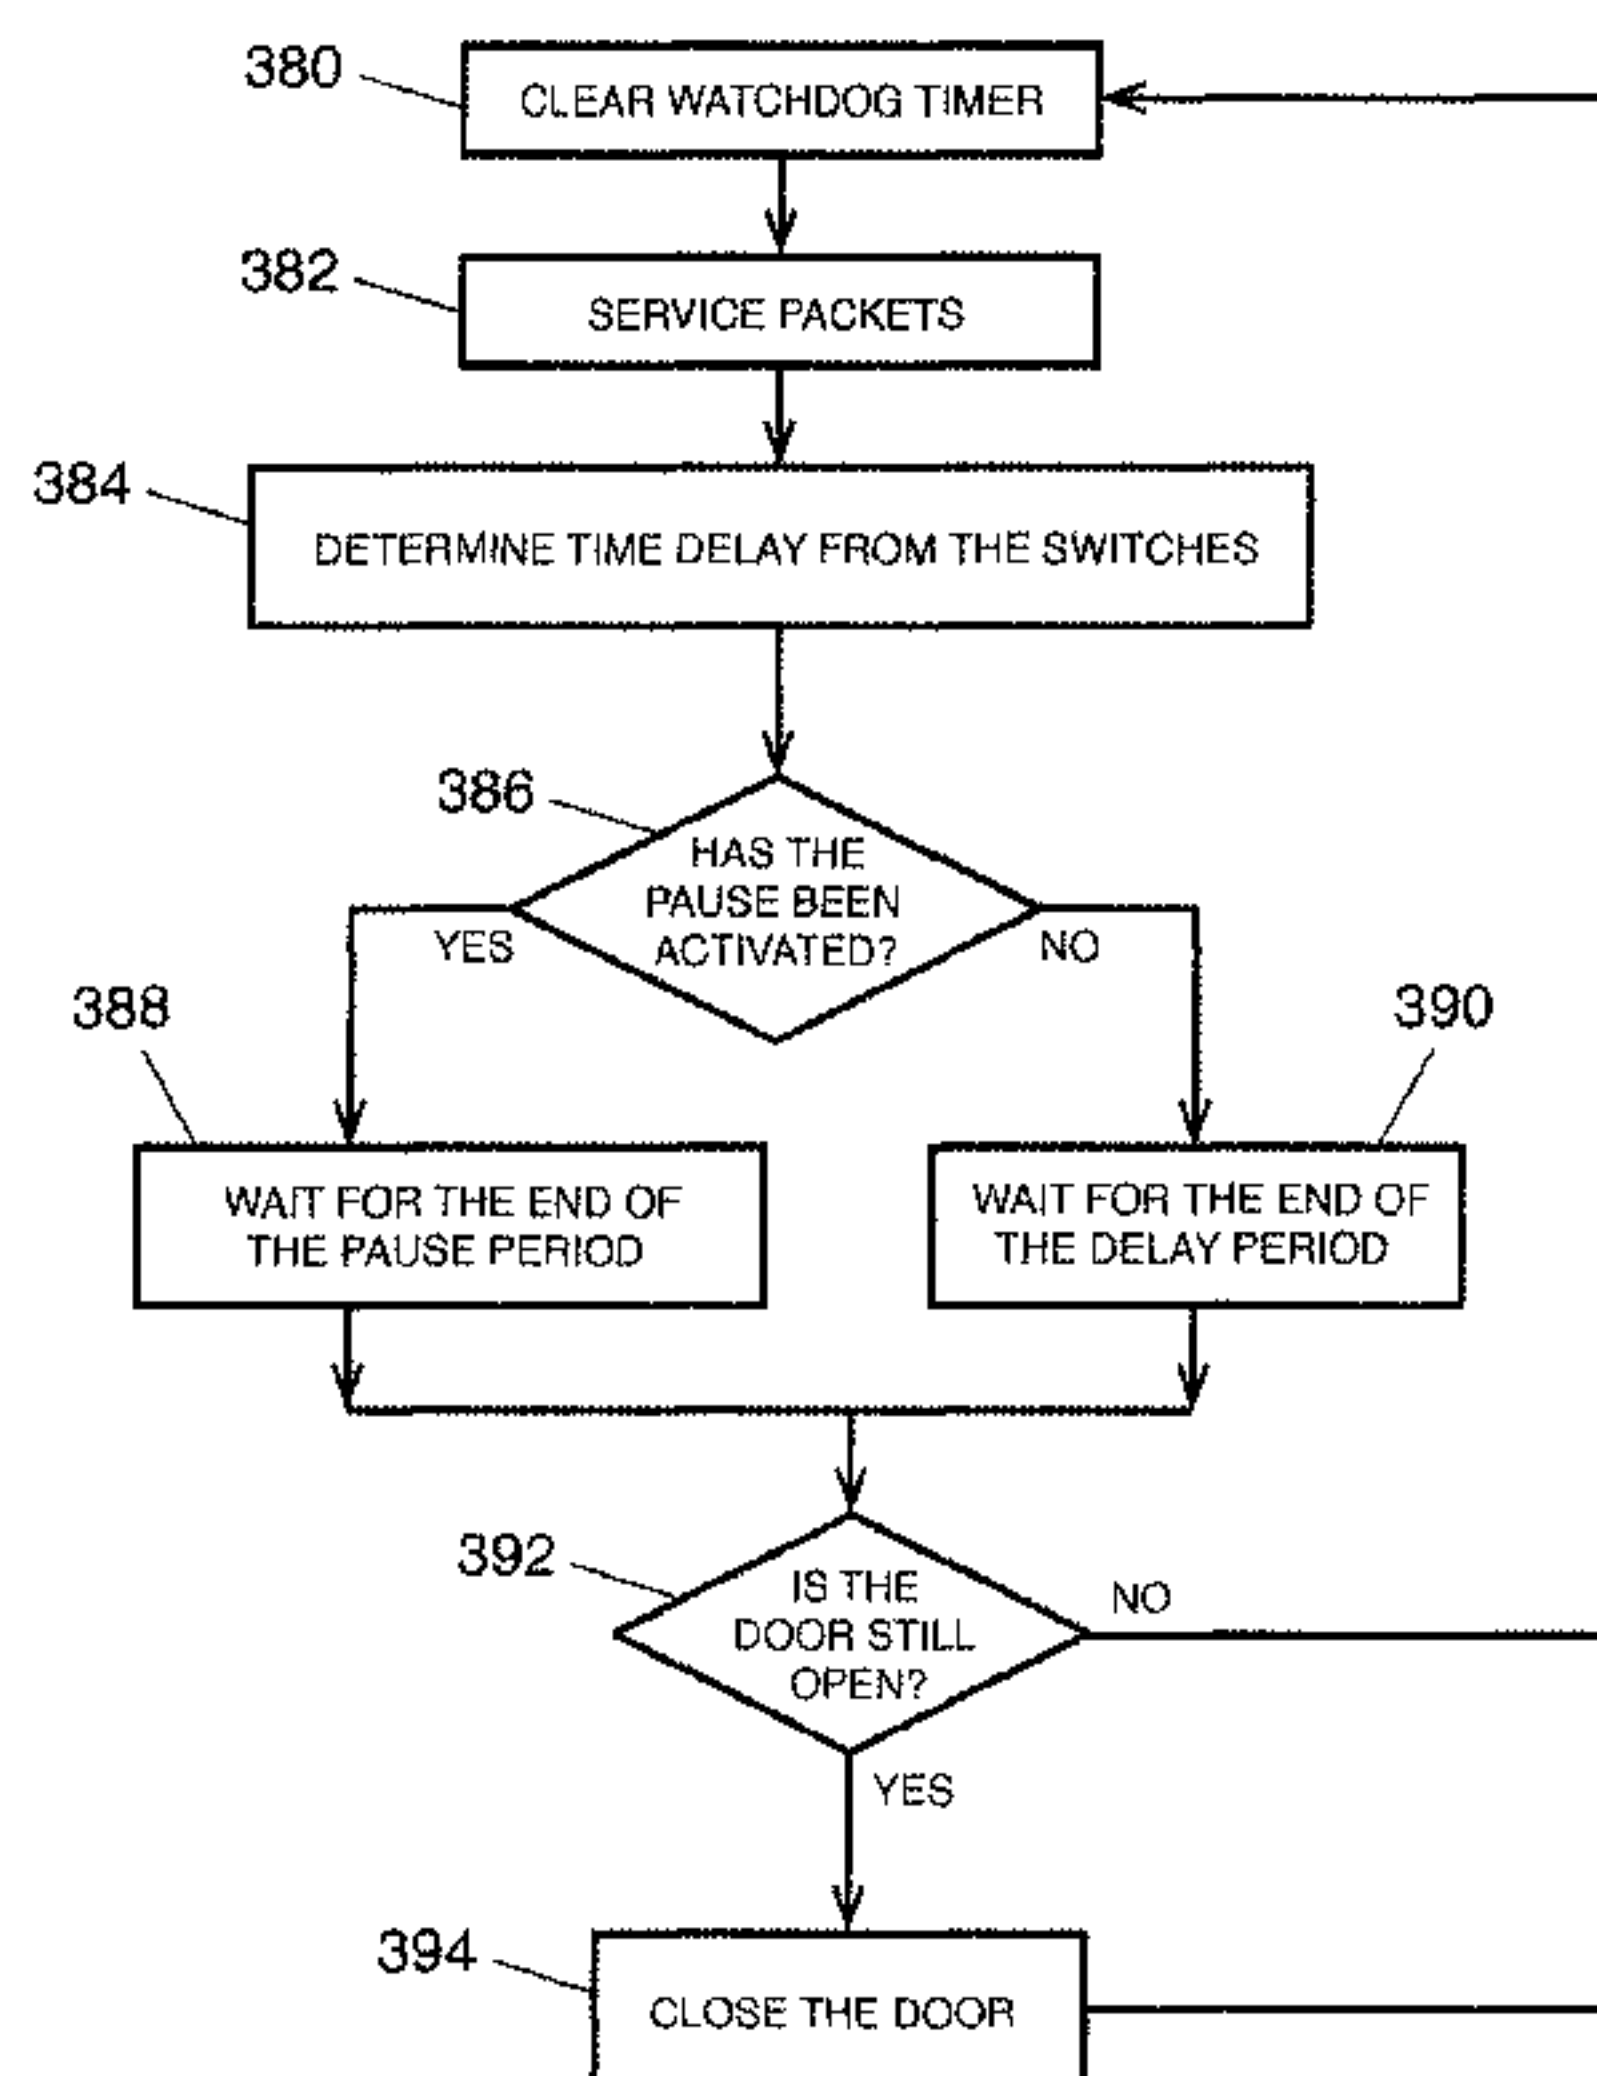 380
CLEAR WATCHDOG TIMER
382
SERVICE PACKETS
384
DETERMINE TIME DELAY FROM THE SWITCHES
386
HAS THE
PAUSE BEEN
ACTIVATED?
YES
NO
388
390
WAIT FOR THE END OF
THE PAUSE PERIOD
WAIT FOR THE END OF
THE DELAY PERIOD
392
IS THE
DOOR STILL
OPEN?
NO
YES
394
CLOSE THE DOOR